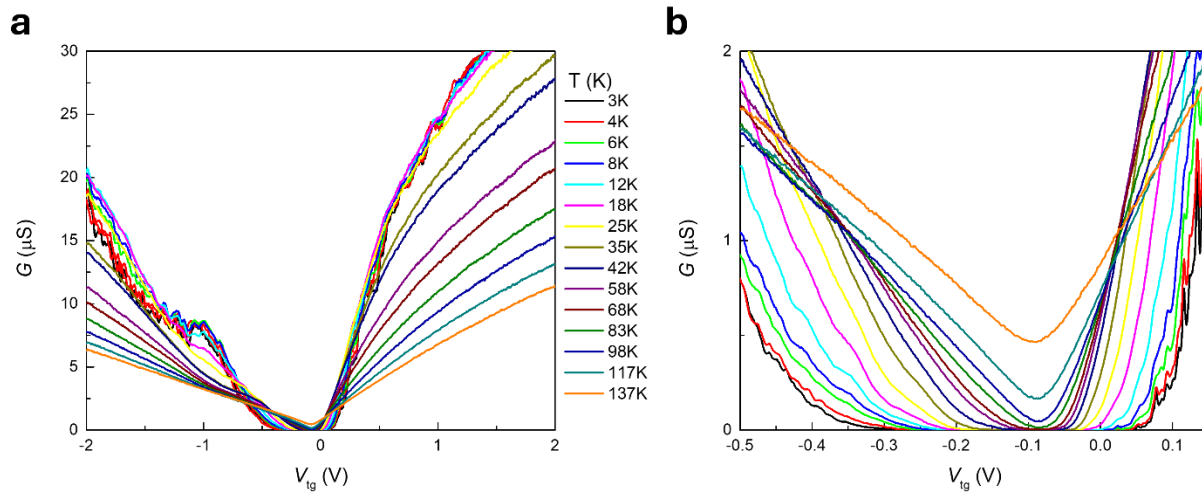 a
b
30
25
20
15
10
5
0
G (μS)
-2
-1
0
1
2
Vtg (V)
T (K)
3K
4K
6K
8K
12K
18K
25K
35K
42K
58K
68K
83K
98K
117K
137K
2
1
0
G (μS)
-0.5
-0.4
-0.3
-0.2
-0.1
0.0
0.1
Vtg (V)